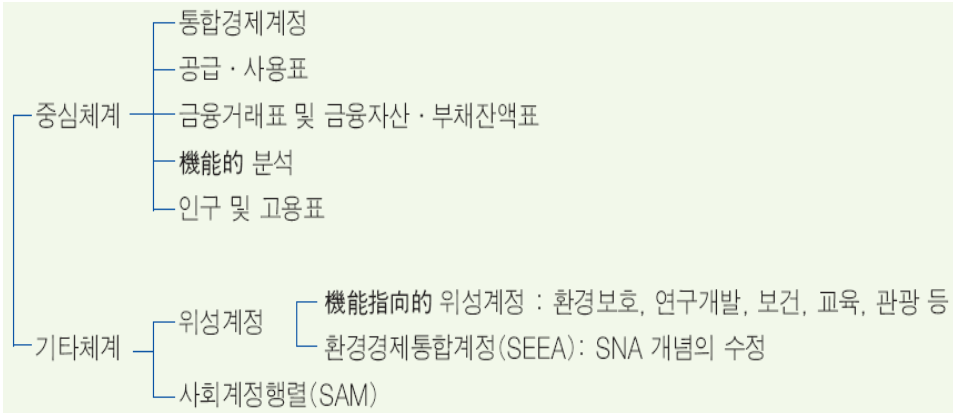 통합경제계정
공급 · 사용표
중심체계
금융거래표 및 금융자산 · 부채잔액표
機能的 분석
인구 및 고용표
機能指向的 위성계정 : 환경보호, 연구개발, 보건, 교육, 관광 등
위성계정
기타체계
환경경제통합계정(SEEA): SNA 개념의 수정
사회계정행렬(SAM)